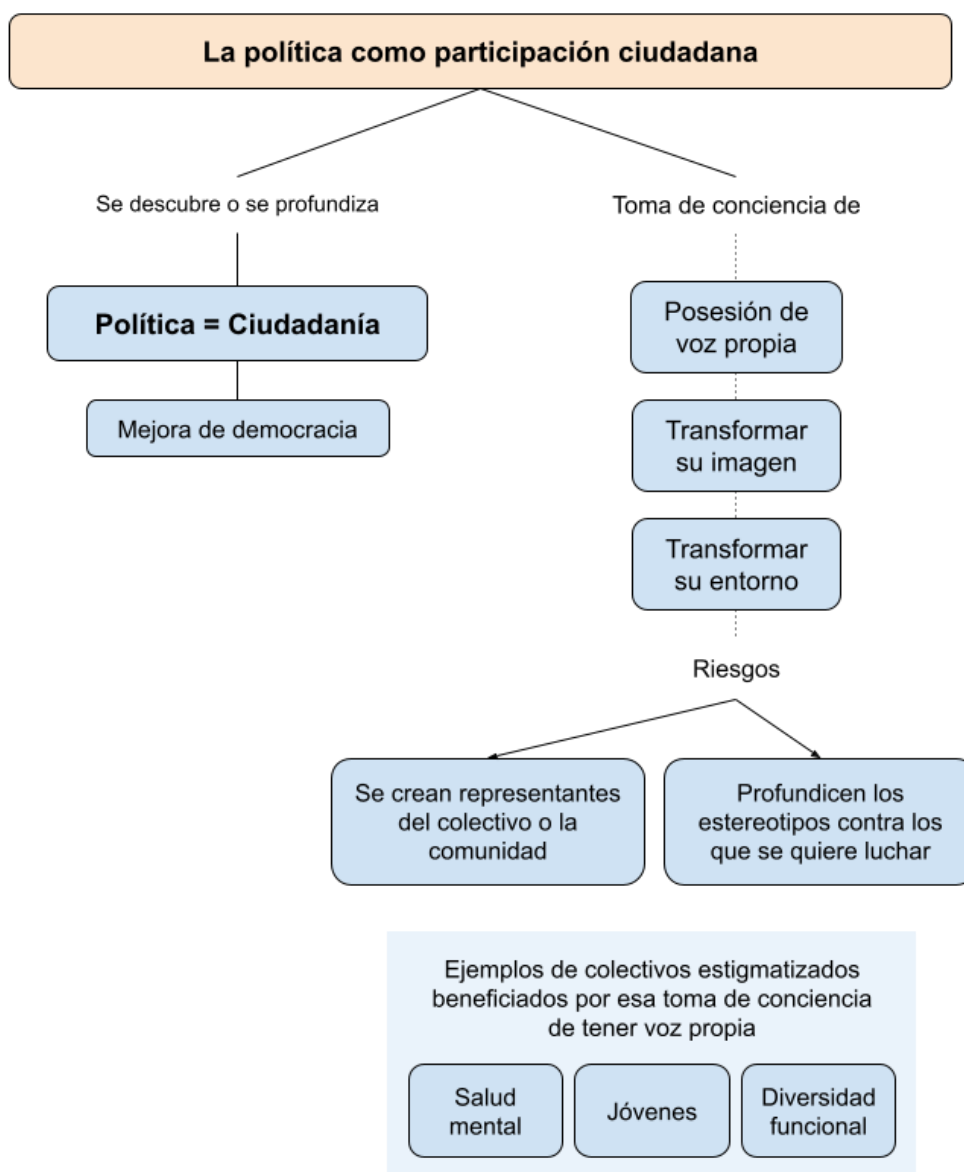 La política como participación ciudadana
Se descubre o se profundiza
Política = Ciudadanía
Mejora de democracia
Toma de conciencia de
Posesión de
voz propia
Transformar
su imagen
Transformar
su entorno
Riesgos
Se crean representantes
del colectivo o la
comunidad
Profundicen los
estereotipos contra los
que se quiere luchar
Ejemplos de colectivos estigmatizados
beneficiados por esa toma de conciencia
de tener voz propia
Salud
mental
Jóvenes
Diversidad
funcional